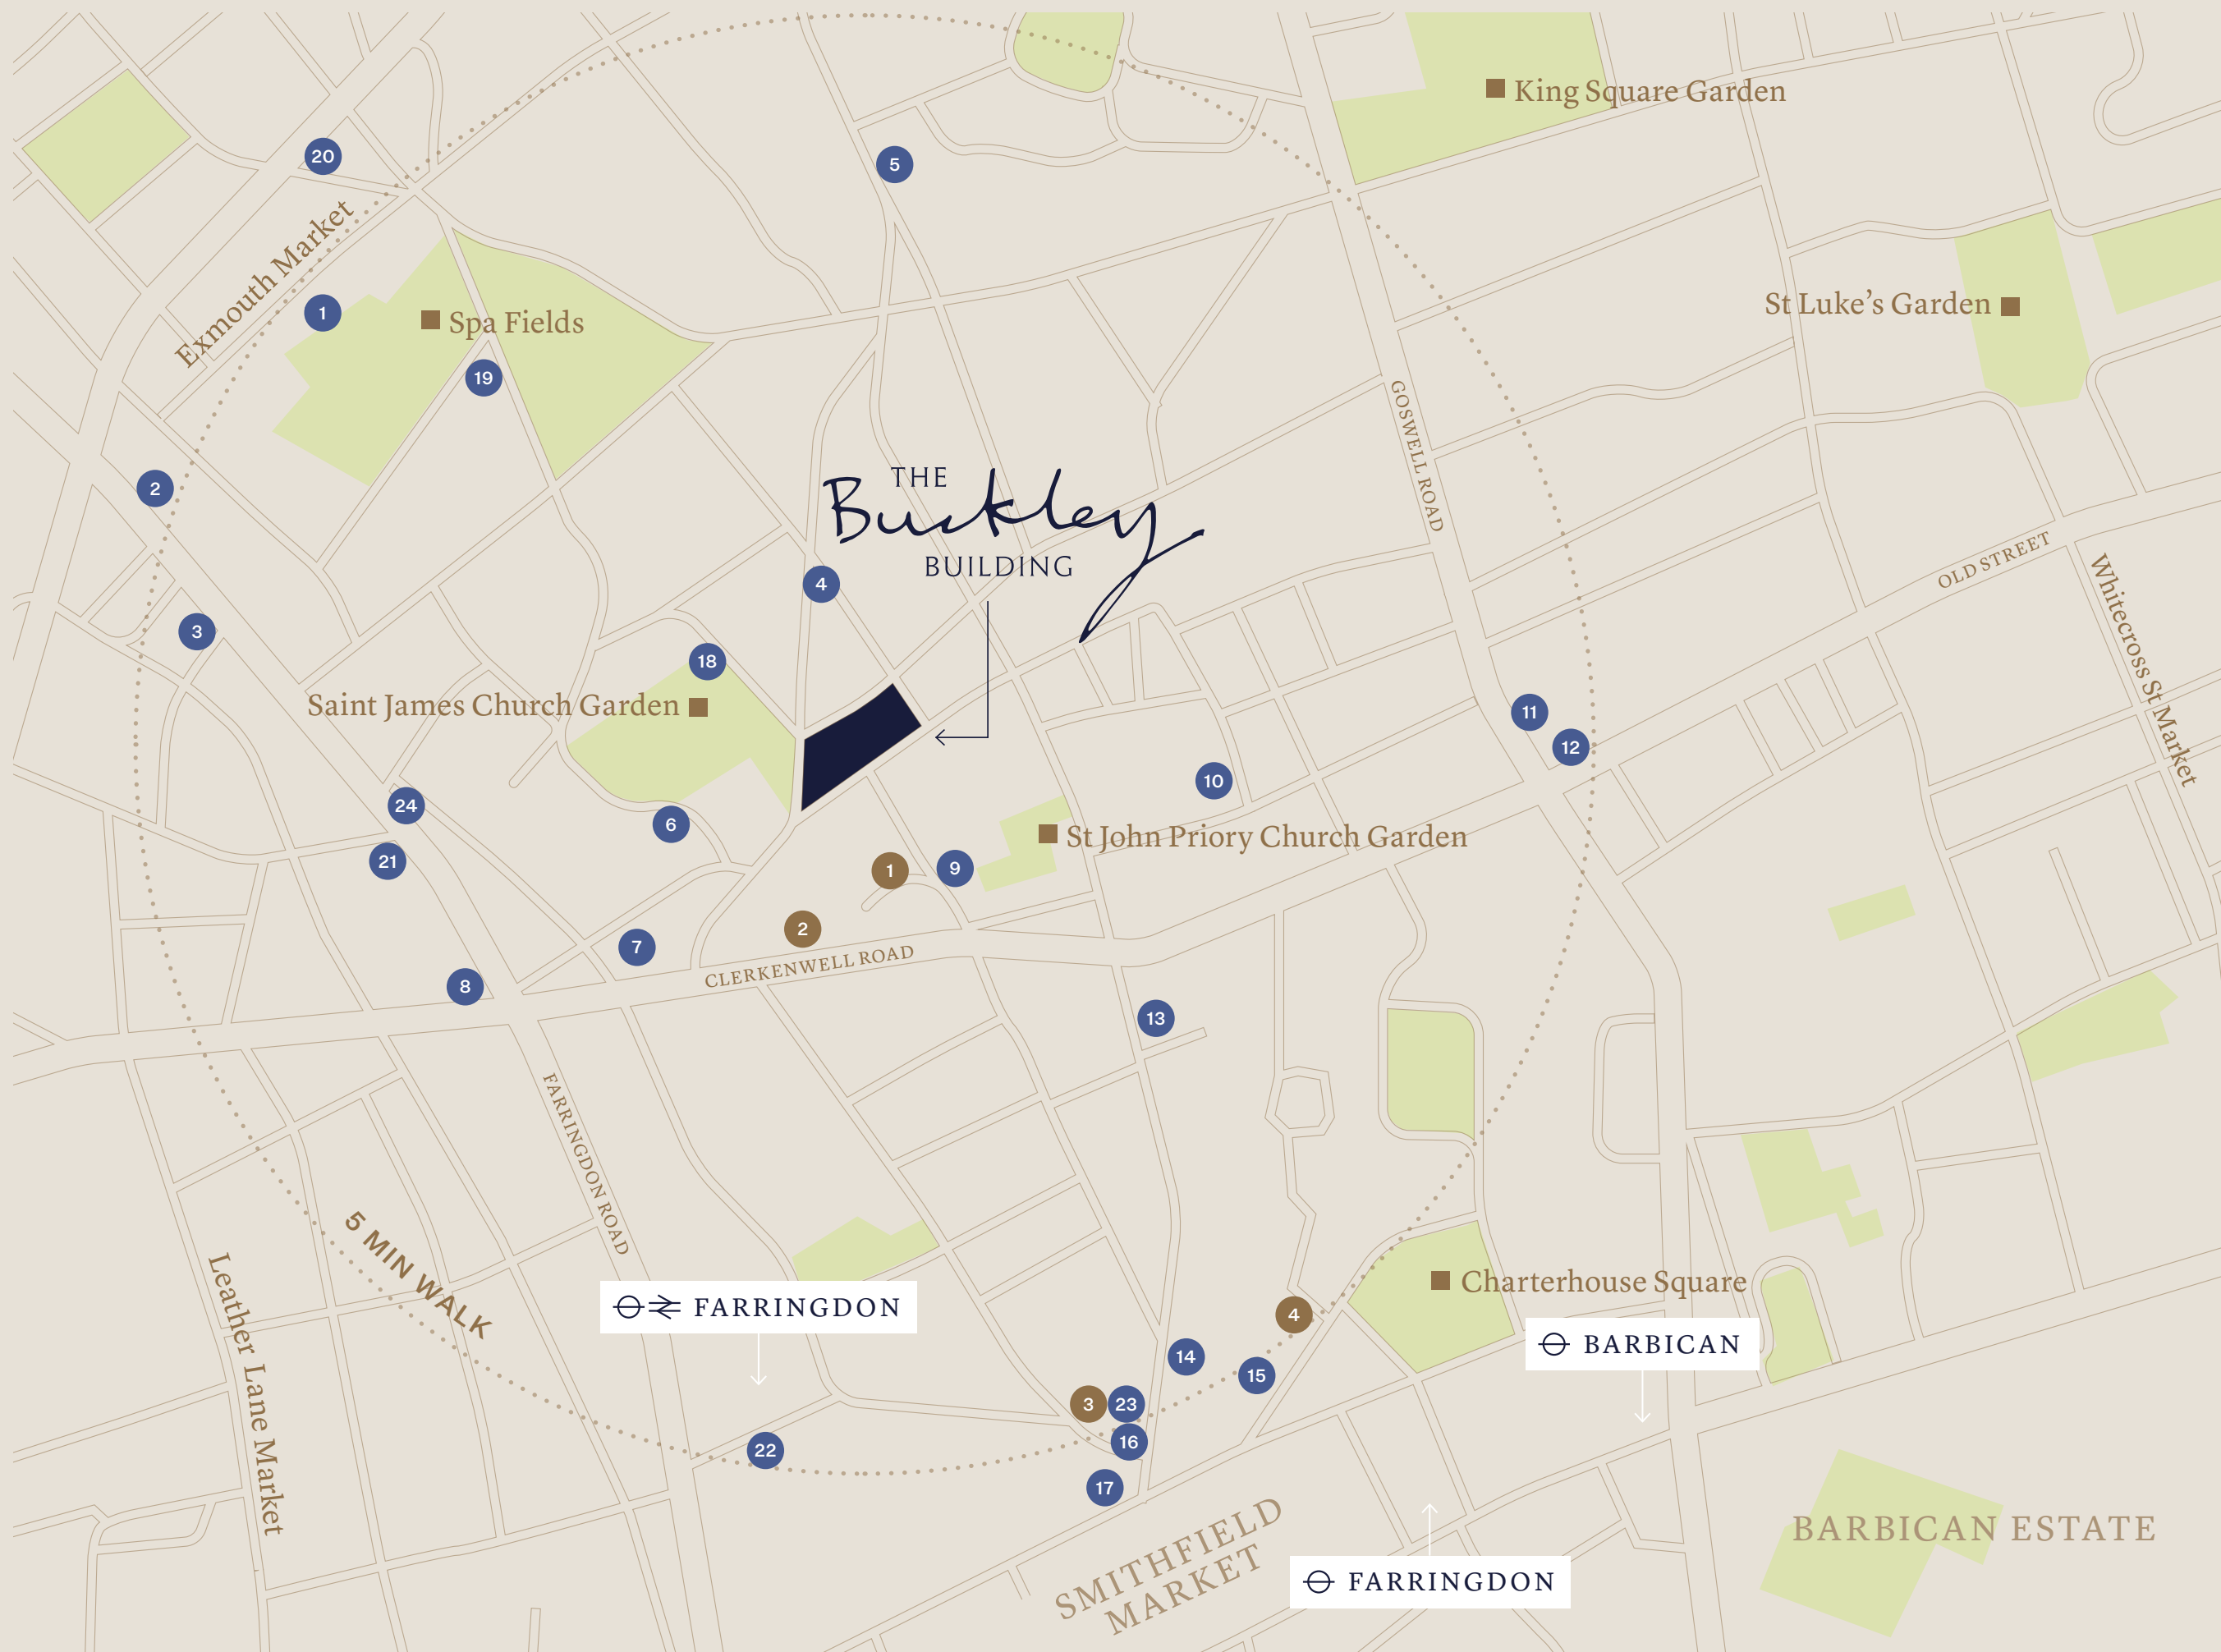 King Square Garden
20
5
Exmouth Market
1
Spa Fields
St Luke's Garden
19
GOSWELL ROAD
2
THE
Buckley
BUILDING
OLD STREET
Whitecross St Market
4
3
18
Saint James Church Garden
11
12
10
24
6
St John Priory Church Garden
21
1
9
2
7
CLERKENWELL ROAD
8
13
FARRINGDON ROAD
5 MIN WALK
Leather Lane Market
Charterhouse Square
FARRINGDON
4
BARBICAN
14
15
3
23
16
22
17
SMITHFIELD
MARKET
BARBICAN ESTATE
FARRINGDON